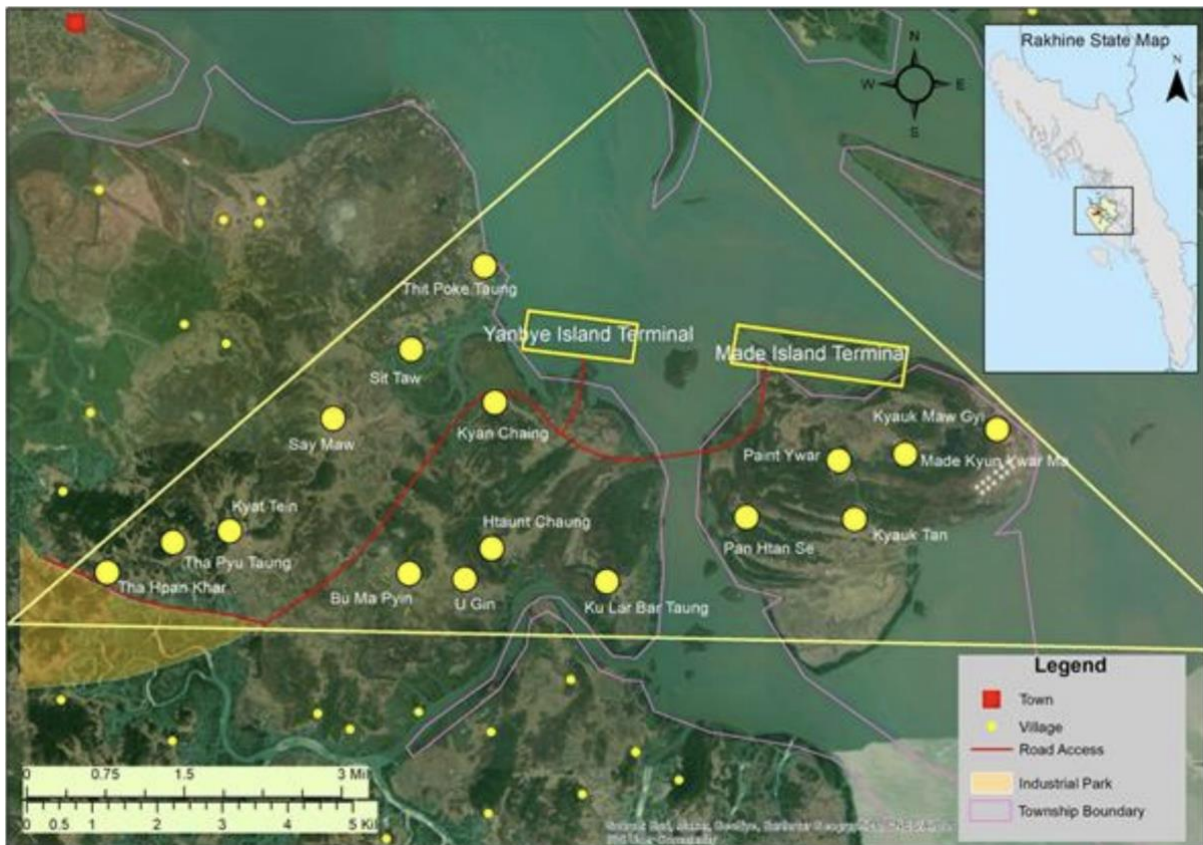 Rakhine State Map
N
N
W
E
S
Thit Poke Taung
Yanbye Island Terminal
Made Island Terminal
Sit Taw
Kyan Chaing
Say Maw
Kyauk Maw Gyi
Paint Ywar
Made Kyun Kwar Ma
Kyat Tein
Htaunt Chaung
Tha Pyu Taung
Pan Htan Se
Kyauk Tan
Tha Hpan Khar
Bu Ma Pyin
U Gin
Ku Lar Bar Taung
Legend
Town
Village
Road Access
Industrial Park
Township Boundary
0 0.75 1.5 3 Mil
0 0.5 1 2 3 4 5 Kil